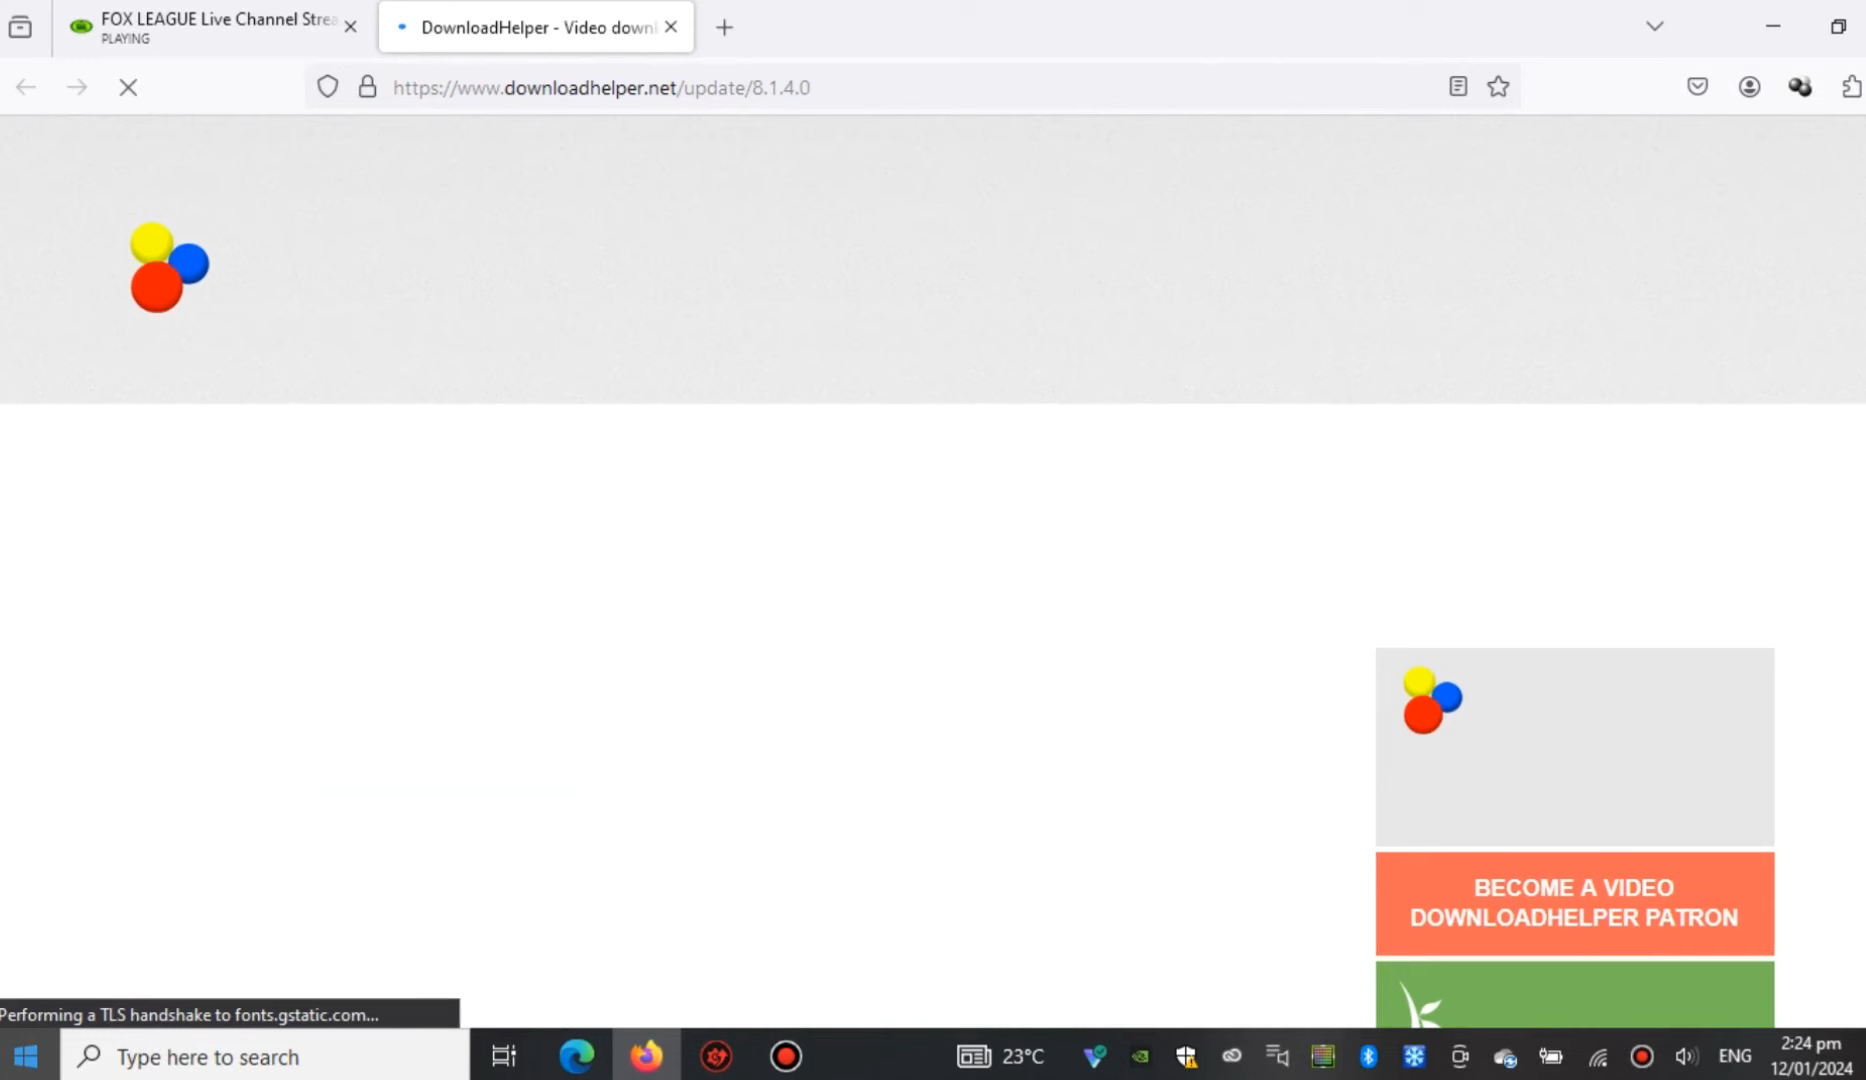 FOX LEAGUE Live Channel Strea
PLAYING
DownloadHelper - Video downl
https://www.downloadhelper.net/update/8.1.4.0
BECOME A VIDEO
DOWNLOADHELPER PATRON
Performing a TLS handshake to fonts.gstatic.com...
Type here to search
23°C
ENG
2:24 pm
12/01/2024